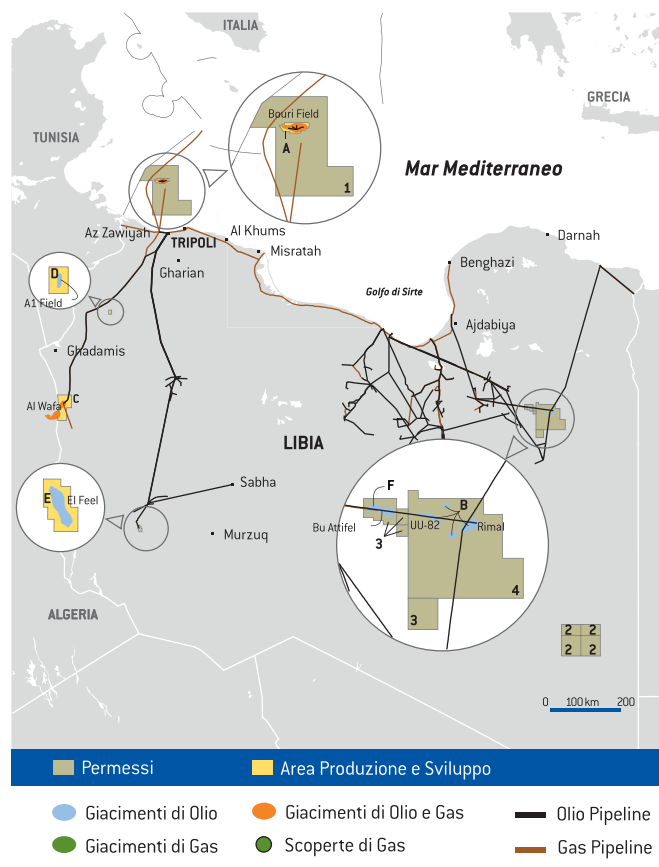 ITALIA
GRECIA
TUNISIA
Bouri Field
A
1
Mar Mediterraneo
Az Zawiyah
TRIPOLI
Al Khums
Misratah
Gharian
Darnah
Benghazi
Golfo di Sirte
Ajdabiya
D
A1 Field
Ghadamis
C
Al Wafa
LIBIA
E
El Feel
Sabha
Murzuq
F
B
Bu Attifel
UU-82
Rimal
3
4
3
ALGERIA
2 2
2 2
0 100 km 200
Permessi
Area Produzione e Sviluppo
Giacimenti di Olio
Giacimenti di Olio e Gas
Olio Pipeline
Giacimenti di Gas
Scoperte di Gas
Gas Pipeline